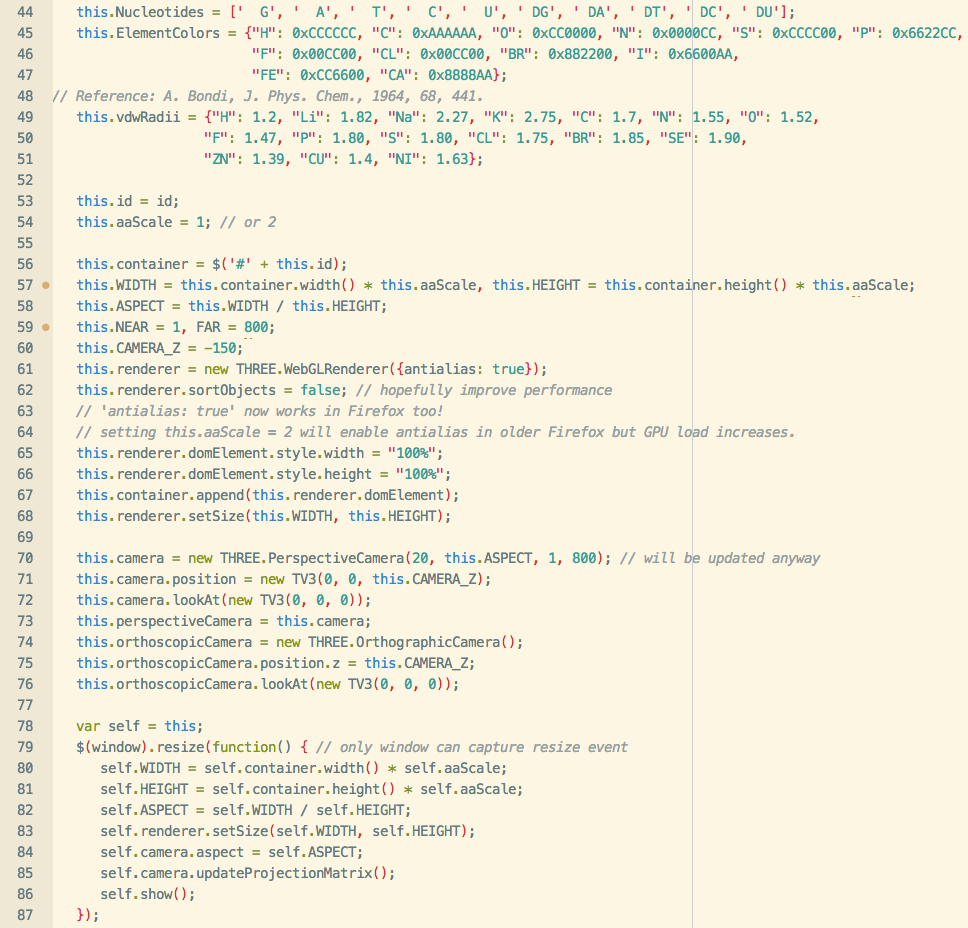 44 this.Nucleotides = ['  G', '  A', '  T', '  C', '  U', ' DG', ' DA', ' DT', ' DC', ' DU'];
45 this.ElementColors = {"H": 0xCCCCCC, "C": 0xAAAAAA, "O": 0xCC0000, "N": 0x0000CC, "S": 0xCCCC00, "P": 0x6622CC,
46 "F": 0x00CC00, "CL": 0x00CC00, "BR": 0x882200, "I": 0x6600AA,
47 "FE": 0xCC6600, "CA": 0x8888AA};
48 // Reference: A. Bondi, J. Phys. Chem., 1964, 68, 441.
49 this.vdwRadii = {"H": 1.2, "Li": 1.82, "Na": 2.27, "K": 2.75, "C": 1.7, "N": 1.55, "O": 1.52,
50 "F": 1.47, "P": 1.80, "S": 1.80, "CL": 1.75, "BR": 1.85, "SE": 1.90,
51 "ZN": 1.39, "CU": 1.4, "NI": 1.63};
52
53 this.id = id;
54 this.aaScale = 1; // or 2
55
56 this.container = $('#' + this.id);
57 this.WIDTH = this.container.width() * this.aaScale, this.HEIGHT = this.container.height() * this.aaScale;
58 this.ASPECT = this.WIDTH / this.HEIGHT;
59 this.NEAR = 1, FAR = 800;
60 this.CAMERA_Z = -150;
61 this.renderer = new THREE.WebGLRenderer({antialias: true});
62 this.renderer.sortObjects = false; // hopefully improve performance
63 // 'antialias: true' now works in Firefox too!
64 // setting this.aaScale = 2 will enable antialias in older Firefox but GPU load increases.
65 this.renderer.domElement.style.width = "100%";
66 this.renderer.domElement.style.height = "100%";
67 this.container.append(this.renderer.domElement);
68 this.renderer.setSize(this.WIDTH, this.HEIGHT);
69
70 this.camera = new THREE.PerspectiveCamera(20, this.ASPECT, 1, 800); // will be updated anyway
71 this.camera.position = new TV3(0, 0, this.CAMERA_Z);
72 this.camera.lookAt(new TV3(0, 0, 0));
73 this.perspectiveCamera = this.camera;
74 this.orthoscopicCamera = new THREE.OrthographicCamera();
75 this.orthoscopicCamera.position.z = this.CAMERA_Z;
76 this.orthoscopicCamera.lookAt(new TV3(0, 0, 0));
77
78 var self = this;
79 $(window).resize(function() { // only window can capture resize event
80 self.WIDTH = self.container.width() * self.aaScale;
81 self.HEIGHT = self.container.height() * self.aaScale;
82 self.ASPECT = self.WIDTH / self.HEIGHT;
83 self.renderer.setSize(self.WIDTH, self.HEIGHT);
84 self.camera.aspect = self.ASPECT;
85 self.camera.updateProjectionMatrix();
86 self.show();
87 });